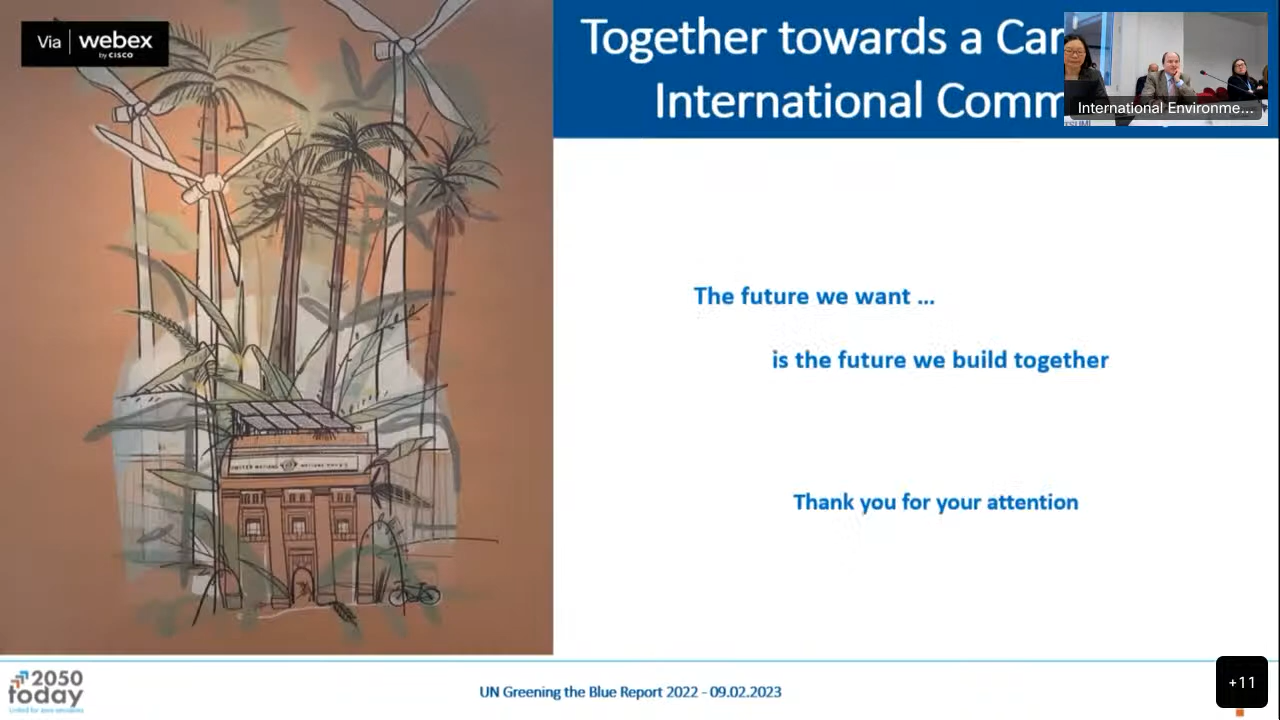 Via webex
by CISCO
Together towards a Car
International Comm
International Environme...
The future we want ...
is the future we build together
Thank you for your attention
UNITED NATIONS
2050
today
UN Greening the Blue Report 2022 - 09.02.2023
+11